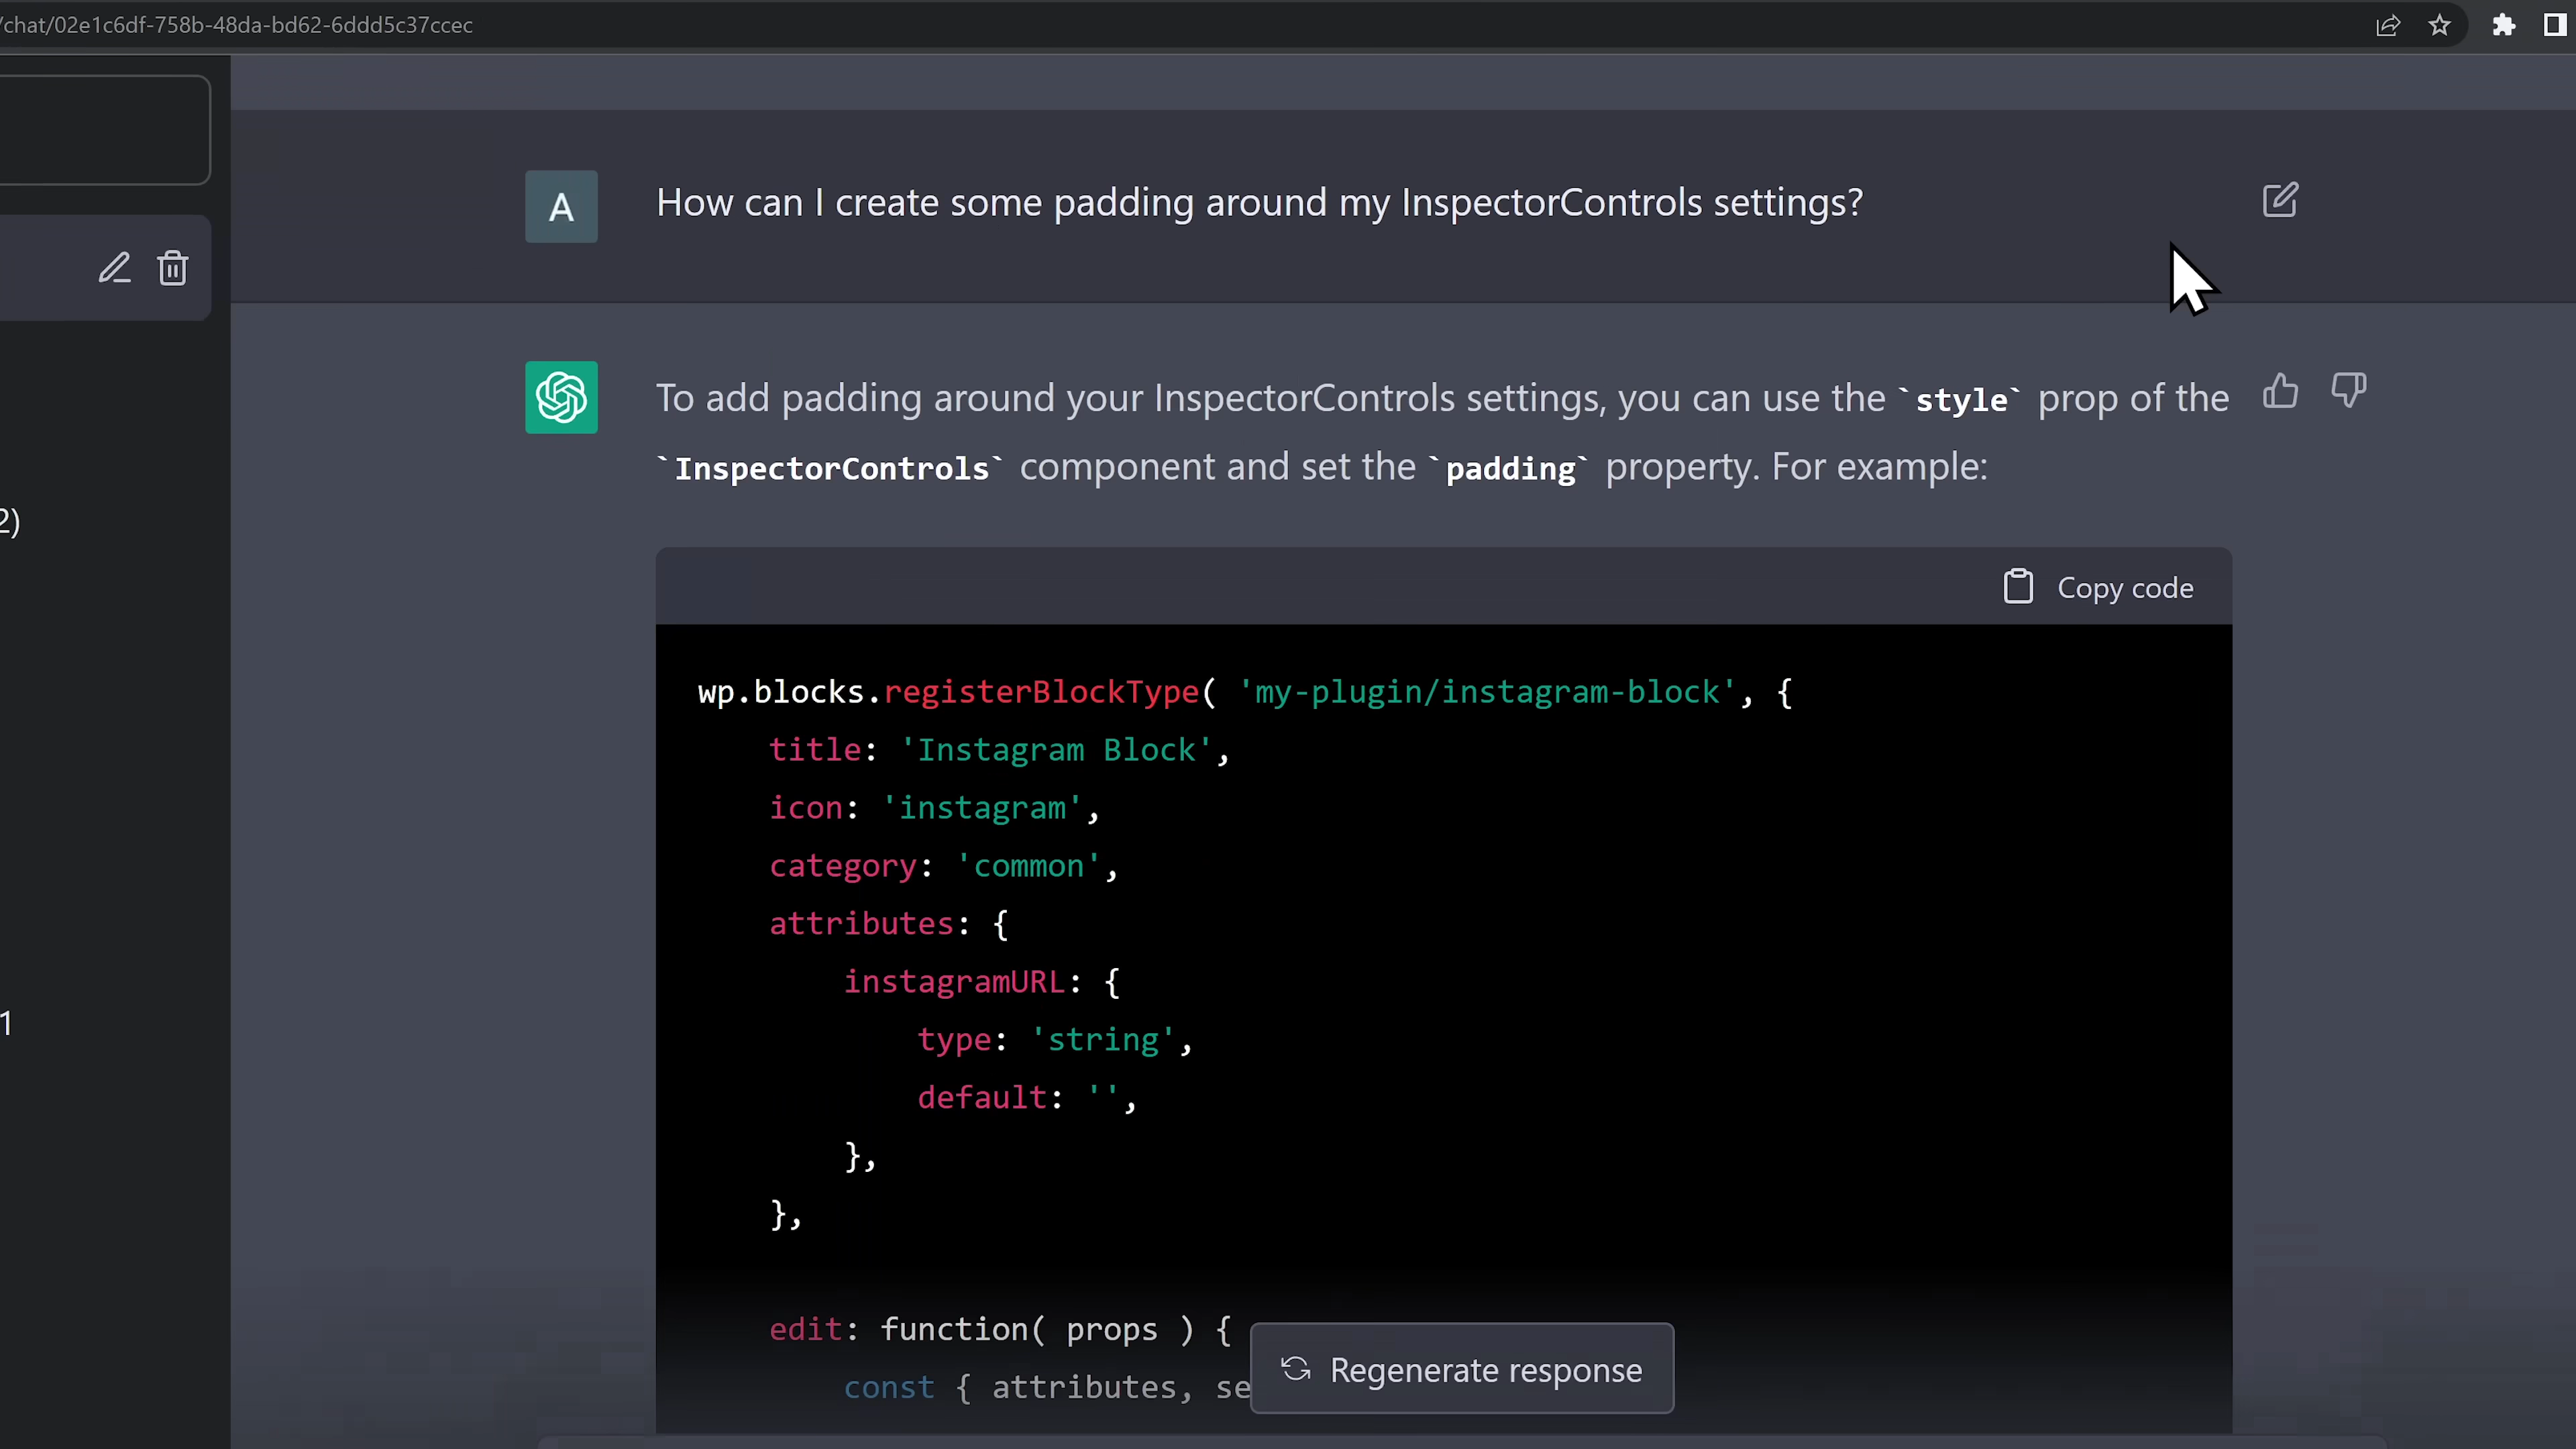 /chat/02e1c6df-758b-48da-bd62-6ddd5c37ccec
A
How can I create some padding around my InspectorControls settings?
To add padding around your InspectorControls settings, you can use the `style` prop of the
`InspectorControls` component and set the `padding` property. For example:
2)
1
Copy code
wp.blocks.registerBlockType( 'my-plugin/instagram-block', {
title: 'Instagram Block',
icon: 'instagram',
category: 'common',
attributes: {
instagramURL: {
type: 'string',
default: '',
},
},
edit: function( props ) {
const { attributes, se
Regenerate response